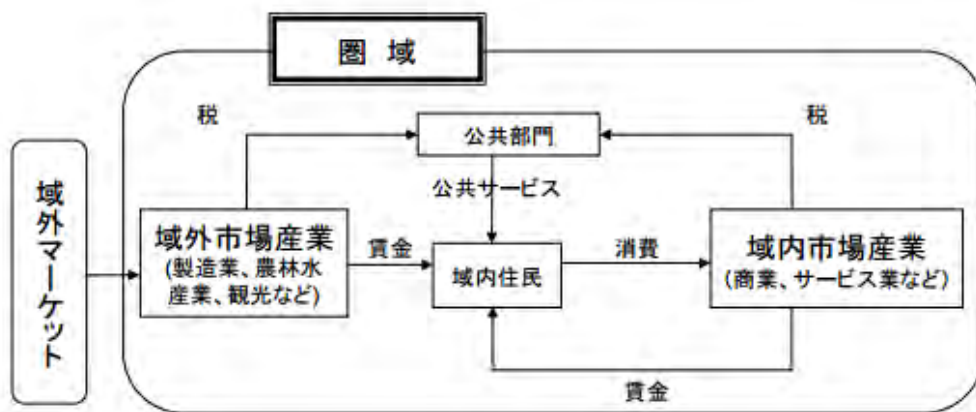 圏 域
税
税
公共部門
公共サービス
域外マーケット
域外市場産業
(製造業、農林水
産業、観光など)
賃金
域内住民
消費
域内市場産業
(商業、サービス業など)
賃金